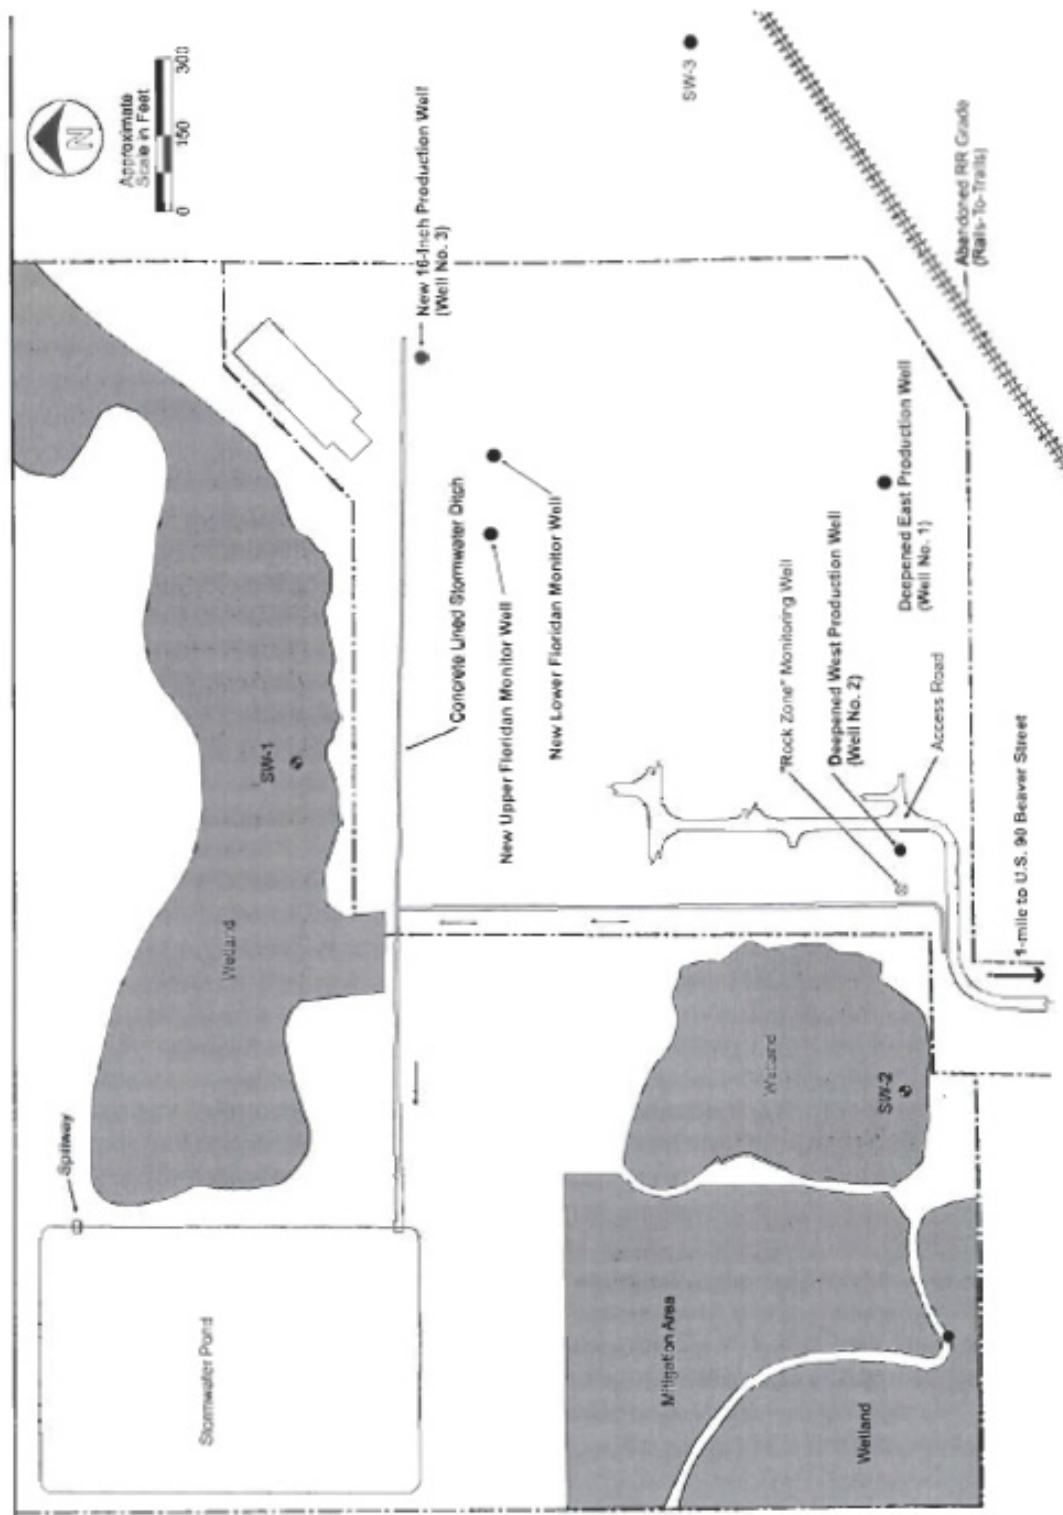 N
Approximate
Scale in Feet
0 150 300
Spillway
Stormwater Pond
Wetland
SW-1
New 16-Inch Production Well
(Well No. 3)
SW-3
Concrete Lined Stormwater Ditch
New Upper Floridan Monitor Well
New Lower Floridan Monitor Well
Abandoned RR Grade
(Rails-To-Trails)
Mitigation Area
Wetland
Wetland
SW-2
"Rock Zone" Monitoring Well
Deepened West Production Well
(Well No. 2)
Deepened East Production Well
(Well No. 1)
Access Road
1-mile to U.S. 90 Beaver Street